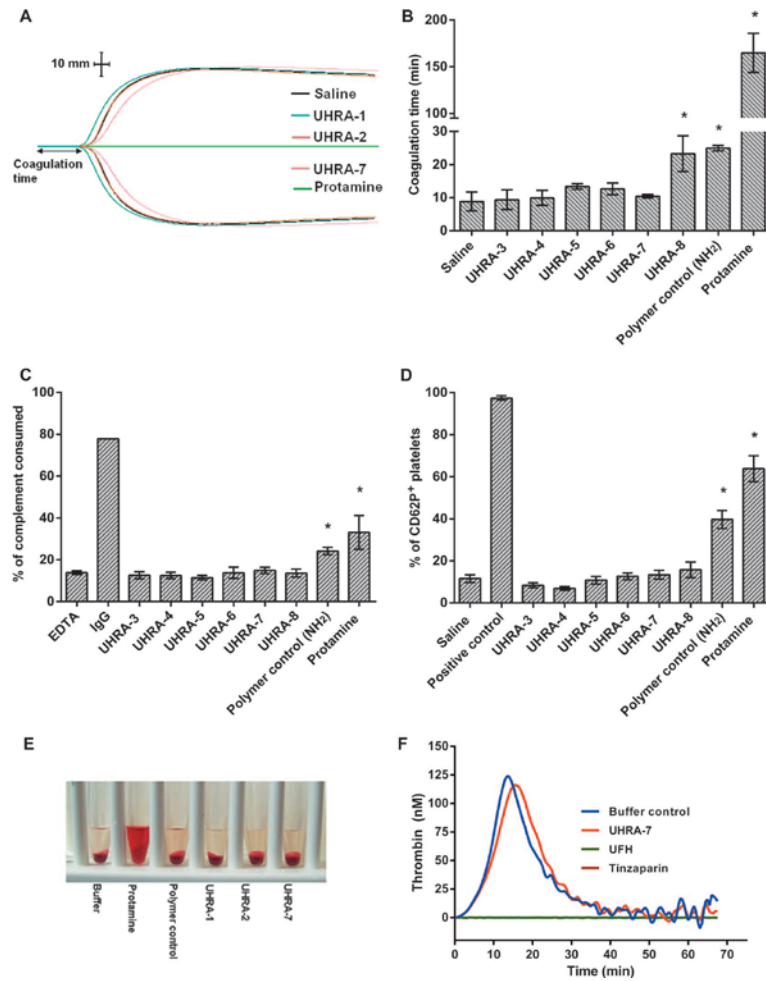 A
10 mm
Saline
UHRA-1
UHRA-2
UHRA-7
Protamine
Coagulation
time
B
Coagulation time (min)
200
150
100
30
20
10
0
Saline
UHRA-3
UHRA-4
UHRA-5
UHRA-6
UHRA-7
UHRA-8
Polymer control (NH2)
Protamine
*
*
*
C
% of complement consumed
100
80
60
40
20
0
EDTA
IgG
UHRA-3
UHRA-4
UHRA-5
UHRA-6
UHRA-7
UHRA-8
Polymer control (NH2)
Protamine
*
*
D
% of CD62P+ platelets
100
80
60
40
20
0
Saline
Positive control
UHRA-3
UHRA-4
UHRA-5
UHRA-6
UHRA-7
UHRA-8
Polymer control (NH2)
Protamine
*
*
E
Buffer
Protamine
Polymer control
UHRA-1
UHRA-2
UHRA-7
F
Thrombin (nM)
150
125
100
75
50
25
0
0
10
20
30
40
50
60
70
Time (min)
Buffer control
UHRA-7
UFH
Tinzaparin